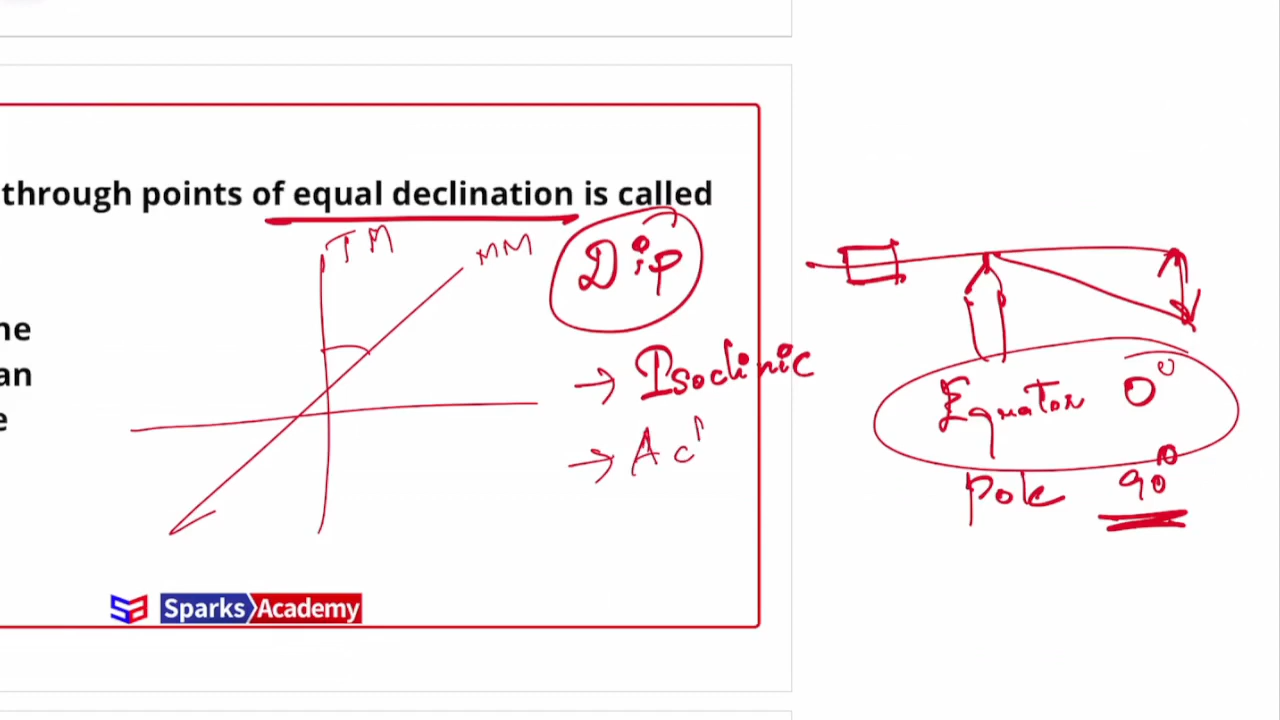 through points of equal declination is called
TM
MM
Dip
ne
an
e
→ Isoclinic
→ Acl
Equator 0°
Pole 90°
Sparks Academy